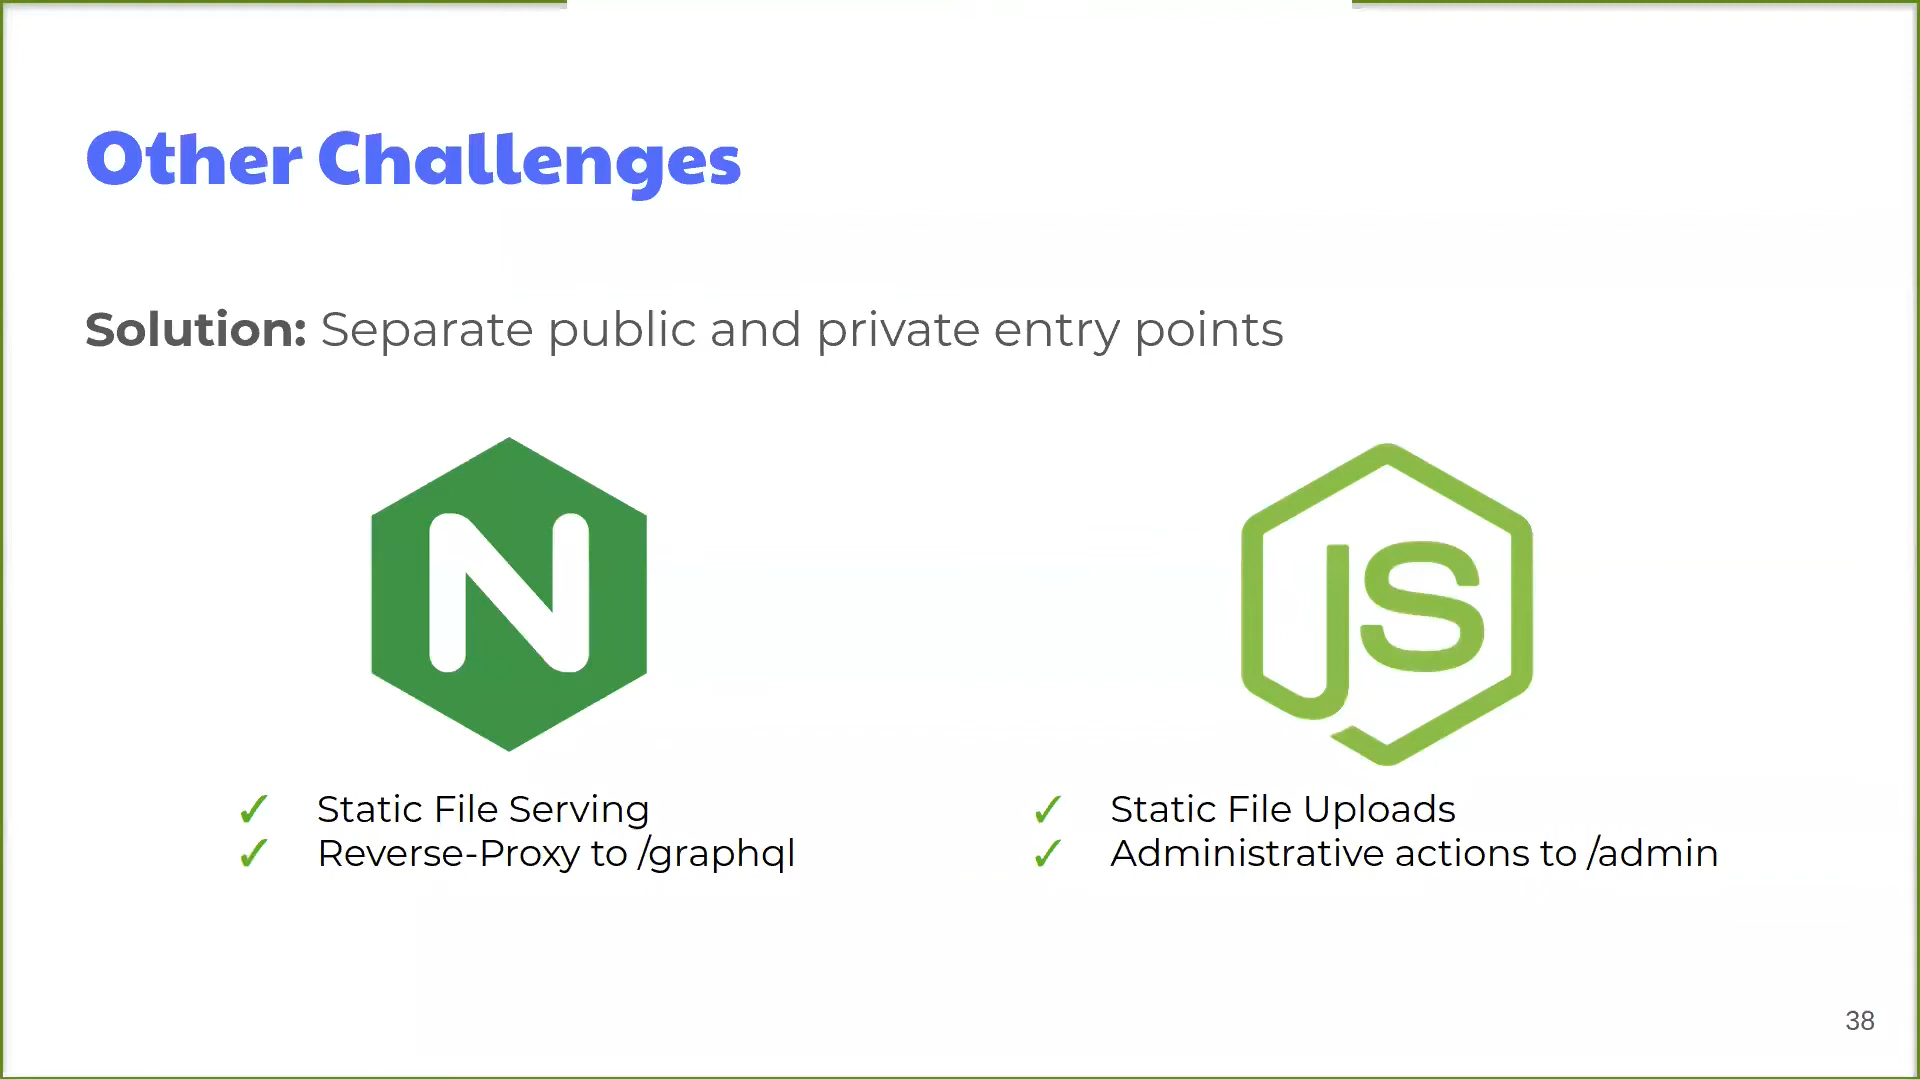 Other Challenges
Solution: Separate public and private entry points
N
JS
✓ Static File Serving
✓ Reverse-Proxy to /graphql
✓ Static File Uploads
✓ Administrative actions to /admin
38